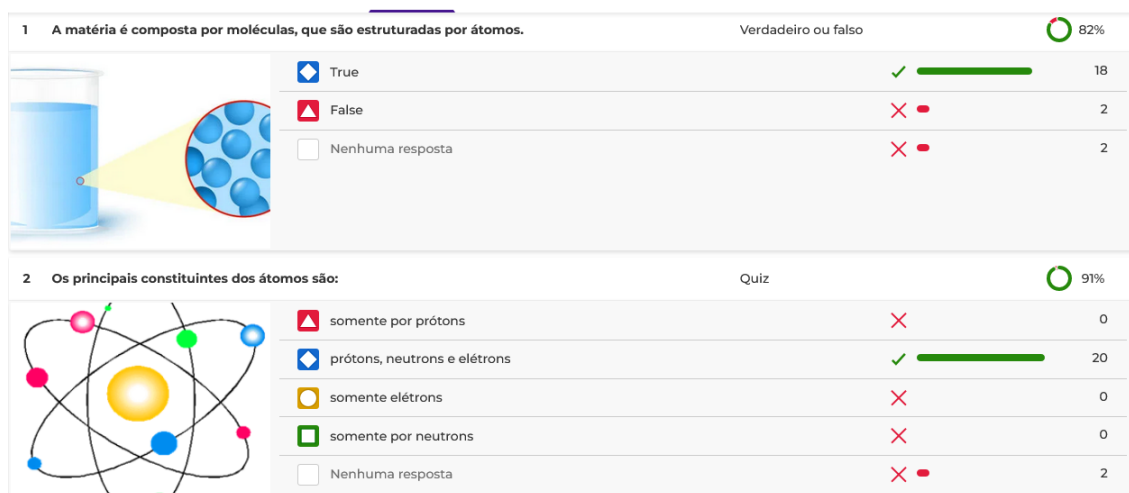 1 A matéria é composta por moléculas, que são estruturadas por átomos. Verdadeiro ou falso 82%
True 18
False 2
Nenhuma resposta 2
2 Os principais constituintes dos átomos são: Quiz 91%
somente por prótons 0
prótons, neutrons e elétrons 20
somente elétrons 0
somente por neutrons 0
Nenhuma resposta 2